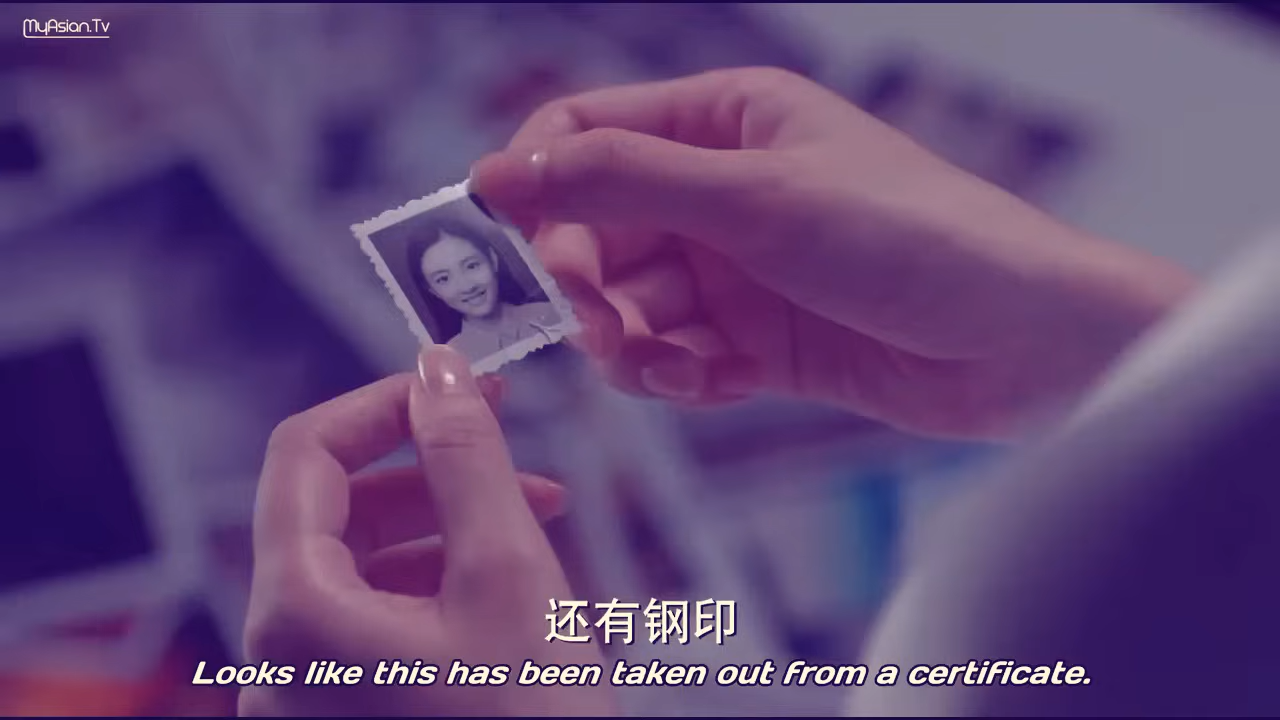 MyAsian.Tv
还有钢印
Looks like this has been taken out from a certificate.